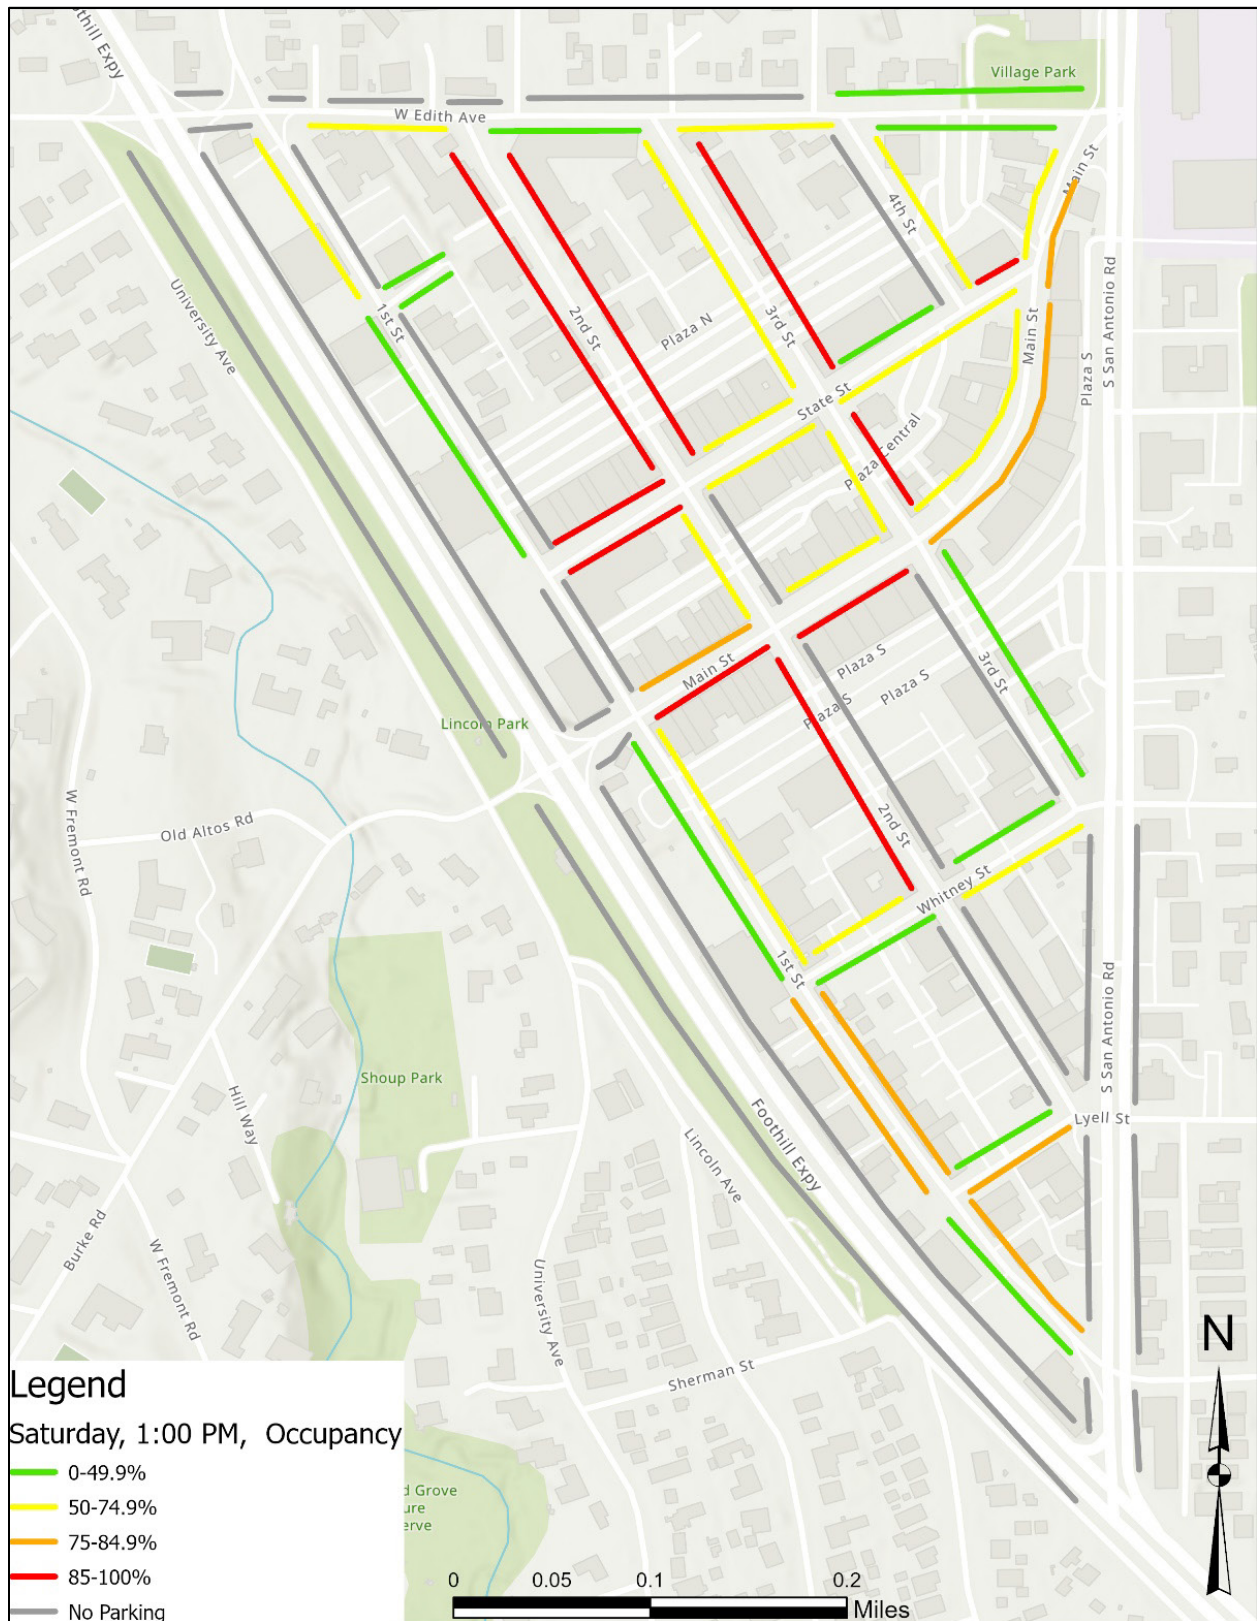 othill Expy
Village Park
W Edith Ave
Main St
4th St
University Ave
1st St
2nd St
Plaza N
3rd St
S San Antonio Rd
Main St
Plaza S
State St
Plaza Central
Main St
Plaza S
Plaza S
Plaza S
3rd St
Lincoln Park
W Fremont Rd
Old Altos Rd
2nd St
Whitney St
1st St
S San Antonio Rd
Shoup Park
Hill Way
Foothill Expy
Lyell St
Lincoln Ave
Burke Rd
W Fremont Rd
University Ave
Sherman St
N
Legend
Saturday, 1:00 PM, Occupancy
0-49.9%
50-74.9%
75-84.9%
85-100%
No Parking
d Grove
ure
erve
0 0.05 0.1 0.2
Miles